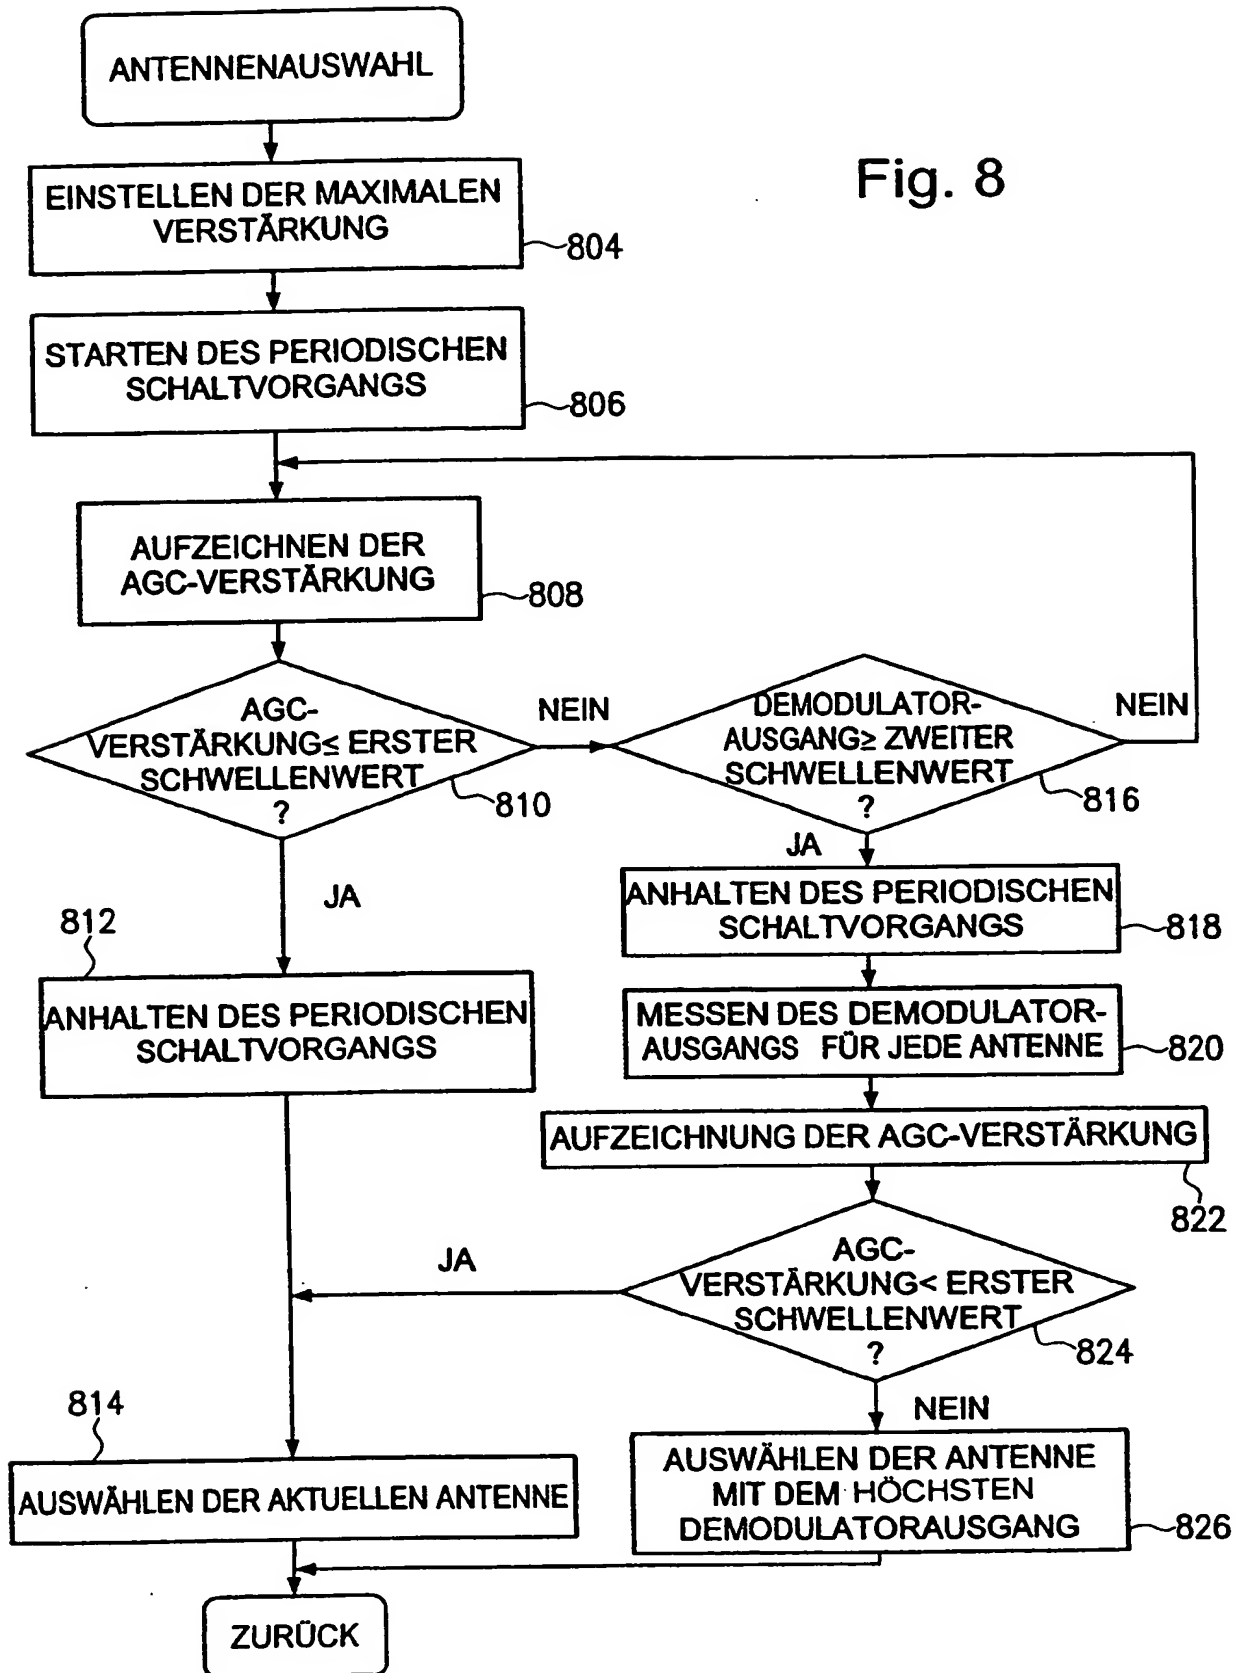 ANTENNENAUSWAHL
Fig. 8
EINSTELLEN DER MAXIMALEN
VERSTÄRKUNG
804
STARTEN DES PERIODISCHEN
SCHALTVORGANGS
806
AUFZEICHNEN DER
AGC-VERSTÄRKUNG
808
AGC-
VERSTÄRKUNG≤ ERSTER
SCHWELLENWERT
?
810
NEIN
DEMODULATOR-
AUSGANG≥ ZWEITER
SCHWELLENWERT
?
816
NEIN
JA
JA
812
ANHALTEN DES PERIODISCHEN
SCHALTVORGANGS
ANHALTEN DES PERIODISCHEN
SCHALTVORGANGS
818
MESSEN DES DEMODULATOR-
AUSGANGS FÜR JEDE ANTENNE
820
AUFZEICHNUNG DER AGC-VERSTÄRKUNG
822
JA
AGC-
VERSTÄRKUNG< ERSTER
SCHWELLENWERT
?
824
NEIN
814
AUSWÄHLEN DER AKTUELLEN ANTENNE
AUSWÄHLEN DER ANTENNE
MIT DEM HÖCHSTEN
DEMODULATORAUSGANG
826
ZURÜCK